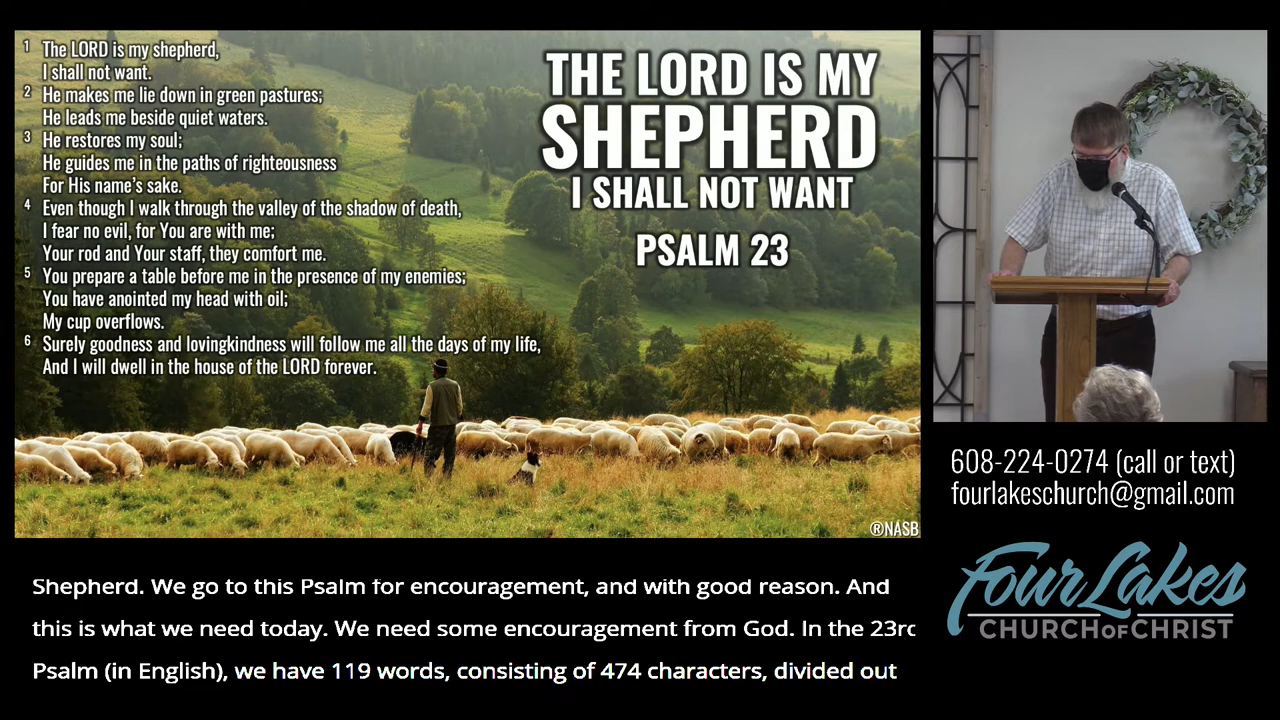 1 The LORD is my shepherd,
I shall not want.
2 He makes me lie down in green pastures;
He leads me beside quiet waters.
3 He restores my soul;
He guides me in the paths of righteousness
For His name's sake.
4 Even though I walk through the valley of the shadow of death,
I fear no evil, for You are with me;
Your rod and Your staff, they comfort me.
5 You prepare a table before me in the presence of my enemies;
You have anointed my head with oil;
My cup overflows.
6 Surely goodness and lovingkindness will follow me all the days of my life,
And I will dwell in the house of the LORD forever.
THE LORD IS MY
SHEPHERD
I SHALL NOT WANT
PSALM 23
®NASB
608-224-0274 (call or text)
fourlakeschurch@gmail.com
Four Lakes
CHURCH OF CHRIST
Shepherd. We go to this Psalm for encouragement, and with good reason. And
this is what we need today. We need some encouragement from God. In the 23rd
Psalm (in English), we have 119 words, consisting of 474 characters, divided out